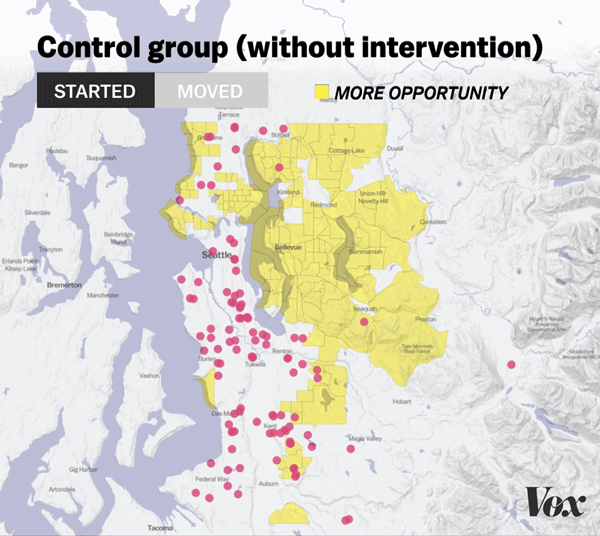 Control group (without intervention)
STARTED
MOVED
MORE OPPORTUNITY
Terrace
Poulsbo
Suquamish
Bothell
Cottage Lake
Duvall
Bangor
Kirkland
Redmond
Union Hill-
Novelty Hill
Silverdale
Carnation
Bainbridge
Island
Tracyton
Erlands Point-
Kitsap Lake
Seattle
Bellevue
Sammamish
Bremerton
Manchester
Issaquah
Preston
Tiger Mountain
State Forest
Renton
Burien
Tukwila
Vashon
Hobart
Des M
Kent
Maple Valley
Gig Harbor
Federal Way
Auburn
Artondale
Tacoma
Vox